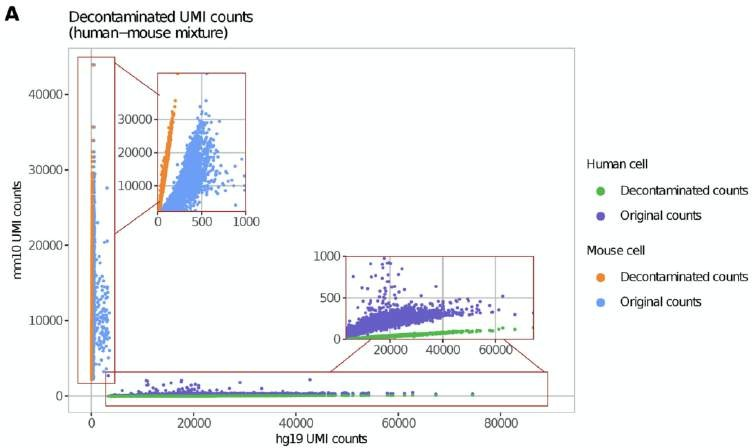 A
Decontaminated UMI counts
(human−mouse mixture)
mm10 UMI counts
40000
30000
20000
10000
0
30000
20000
10000
0
500
1000
1000
500
0
20000
40000
60000
0
20000
40000
60000
80000
hg19 UMI counts
Human cell
Decontaminated counts
Original counts
Mouse cell
Decontaminated counts
Original counts